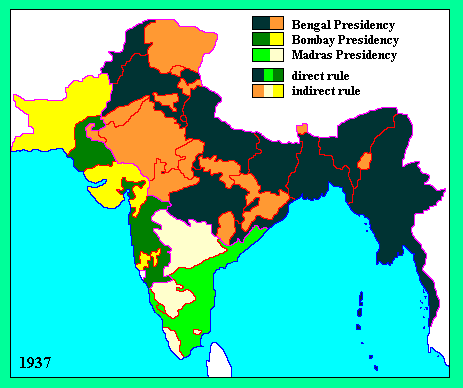 Bengal Presidency
Bombay Presidency
Madras Presidency
direct rule
indirect rule
1937